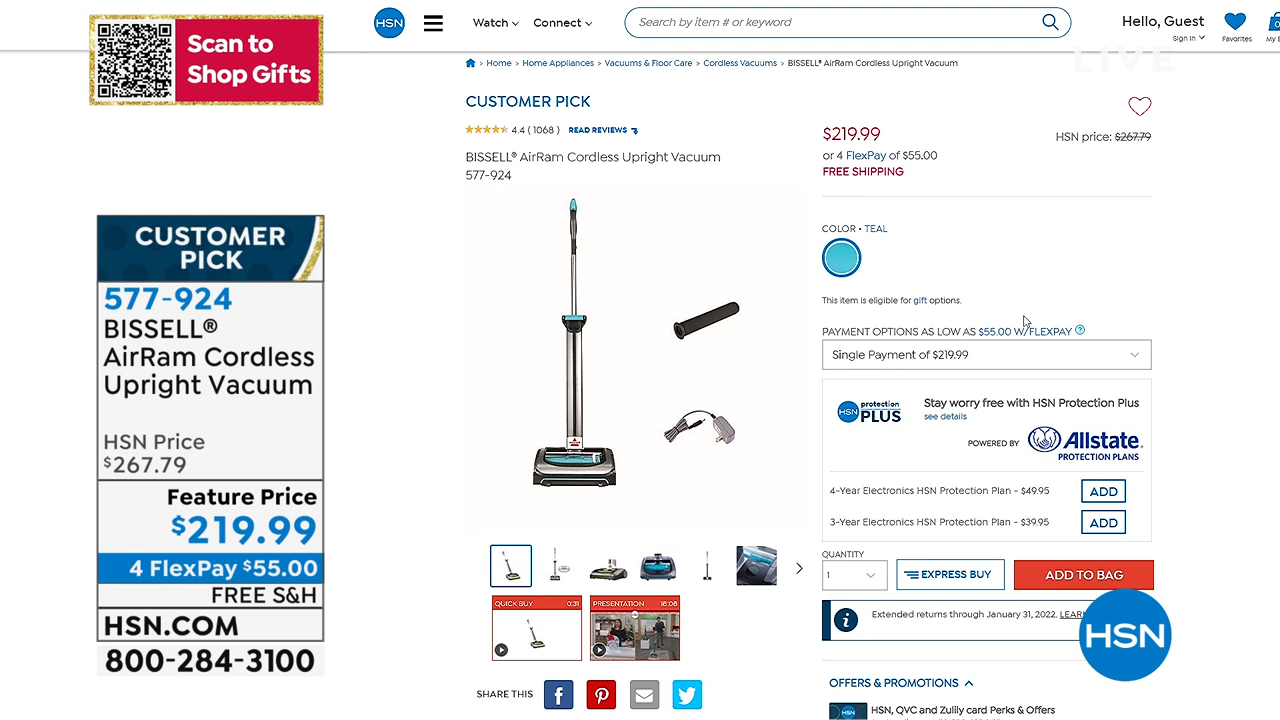 Scan to
Shop Gifts
CUSTOMER
PICK
577-924
BISSELL®
AirRam Cordless
Upright Vacuum
HSN Price
$267.79
Feature Price
$219.99
4 FlexPay $55.00
FREE S&H
HSN.COM
800-284-3100
HSN
Watch
Connect
Search by item # or keyword
Hello, Guest
Sign In
Favorites
LIVE
> Home > Home Appliances > Vacuums & Floor Care > Cordless Vacuums > BISSELL® AirRam Cordless Upright Vacuum
CUSTOMER PICK
4.4 ( 1068 ) READ REVIEWS
BISSELL® AirRam Cordless Upright Vacuum
577-924
QUICK BUY 0:31
PRESENTATION 18:08
SHARE THIS
$219.99
HSN price: $267.79
or 4 FlexPay of $55.00
FREE SHIPPING
COLOR • TEAL
This item is eligible for gift options.
PAYMENT OPTIONS AS LOW AS $55.00 W/FLEXPAY ?
Single Payment of $219.99
HSN protection PLUS
Stay worry free with HSN Protection Plus
see details
POWERED BY Allstate.
PROTECTION PLANS
4-Year Electronics HSN Protection Plan - $49.95 ADD
3-Year Electronics HSN Protection Plan - $39.95 ADD
QUANTITY
1
EXPRESS BUY
ADD TO BAG
Extended returns through January 31, 2022.
HSN
OFFERS & PROMOTIONS
HSN
HSN, QVC and Zulily card Perks & Offers